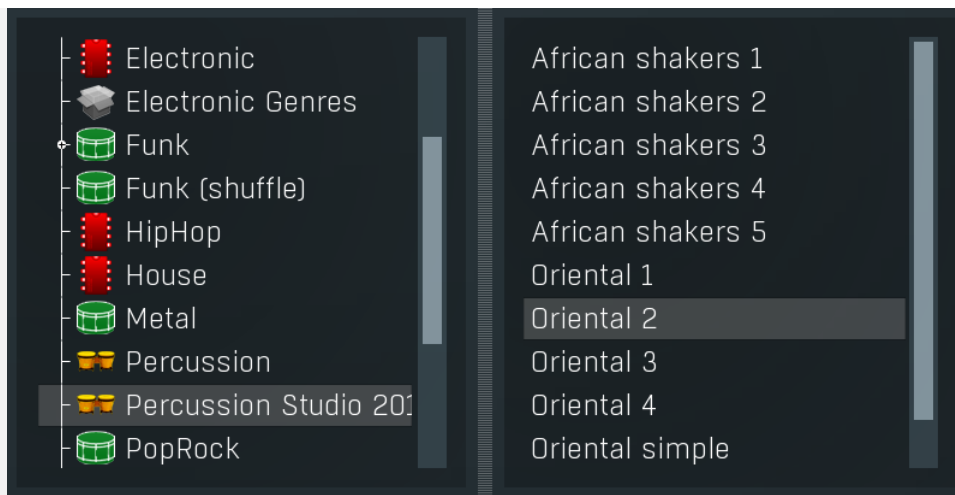 Electronic
Electronic Genres
Funk
Funk (shuffle)
HipHop
House
Metal
Percussion
Percussion Studio 201
PopRock
African shakers 1
African shakers 2
African shakers 3
African shakers 4
African shakers 5
Oriental 1
Oriental 2
Oriental 3
Oriental 4
Oriental simple